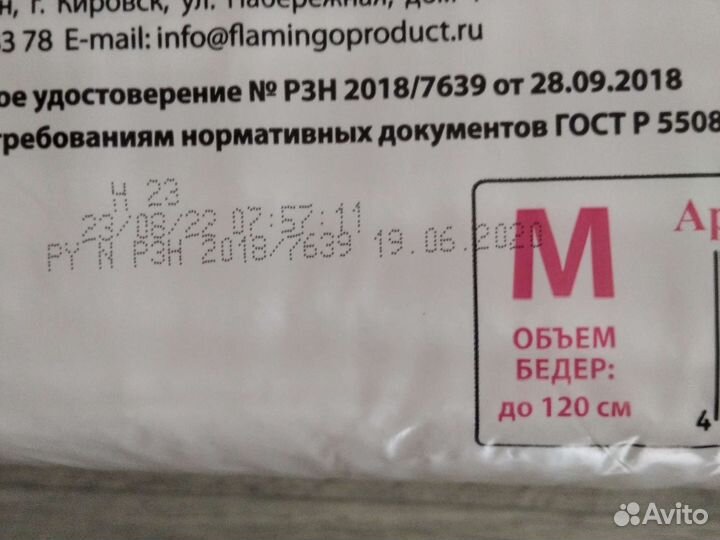 н, г. Кировск, ул. Набережная, дом
63 78 E-mail: info@flamingoproduct.ru
ое удостоверение № РЗН 2018/7639 от 28.09.2018
требованиям нормативных документов ГОСТ Р 5508
Н 23
23/08/22 07:57:11
РУ N РЗН 2018/7639 19.06.2020
М
Ар
ОБЪЕМ
БЕДЕР:
до 120 см
4
Avito